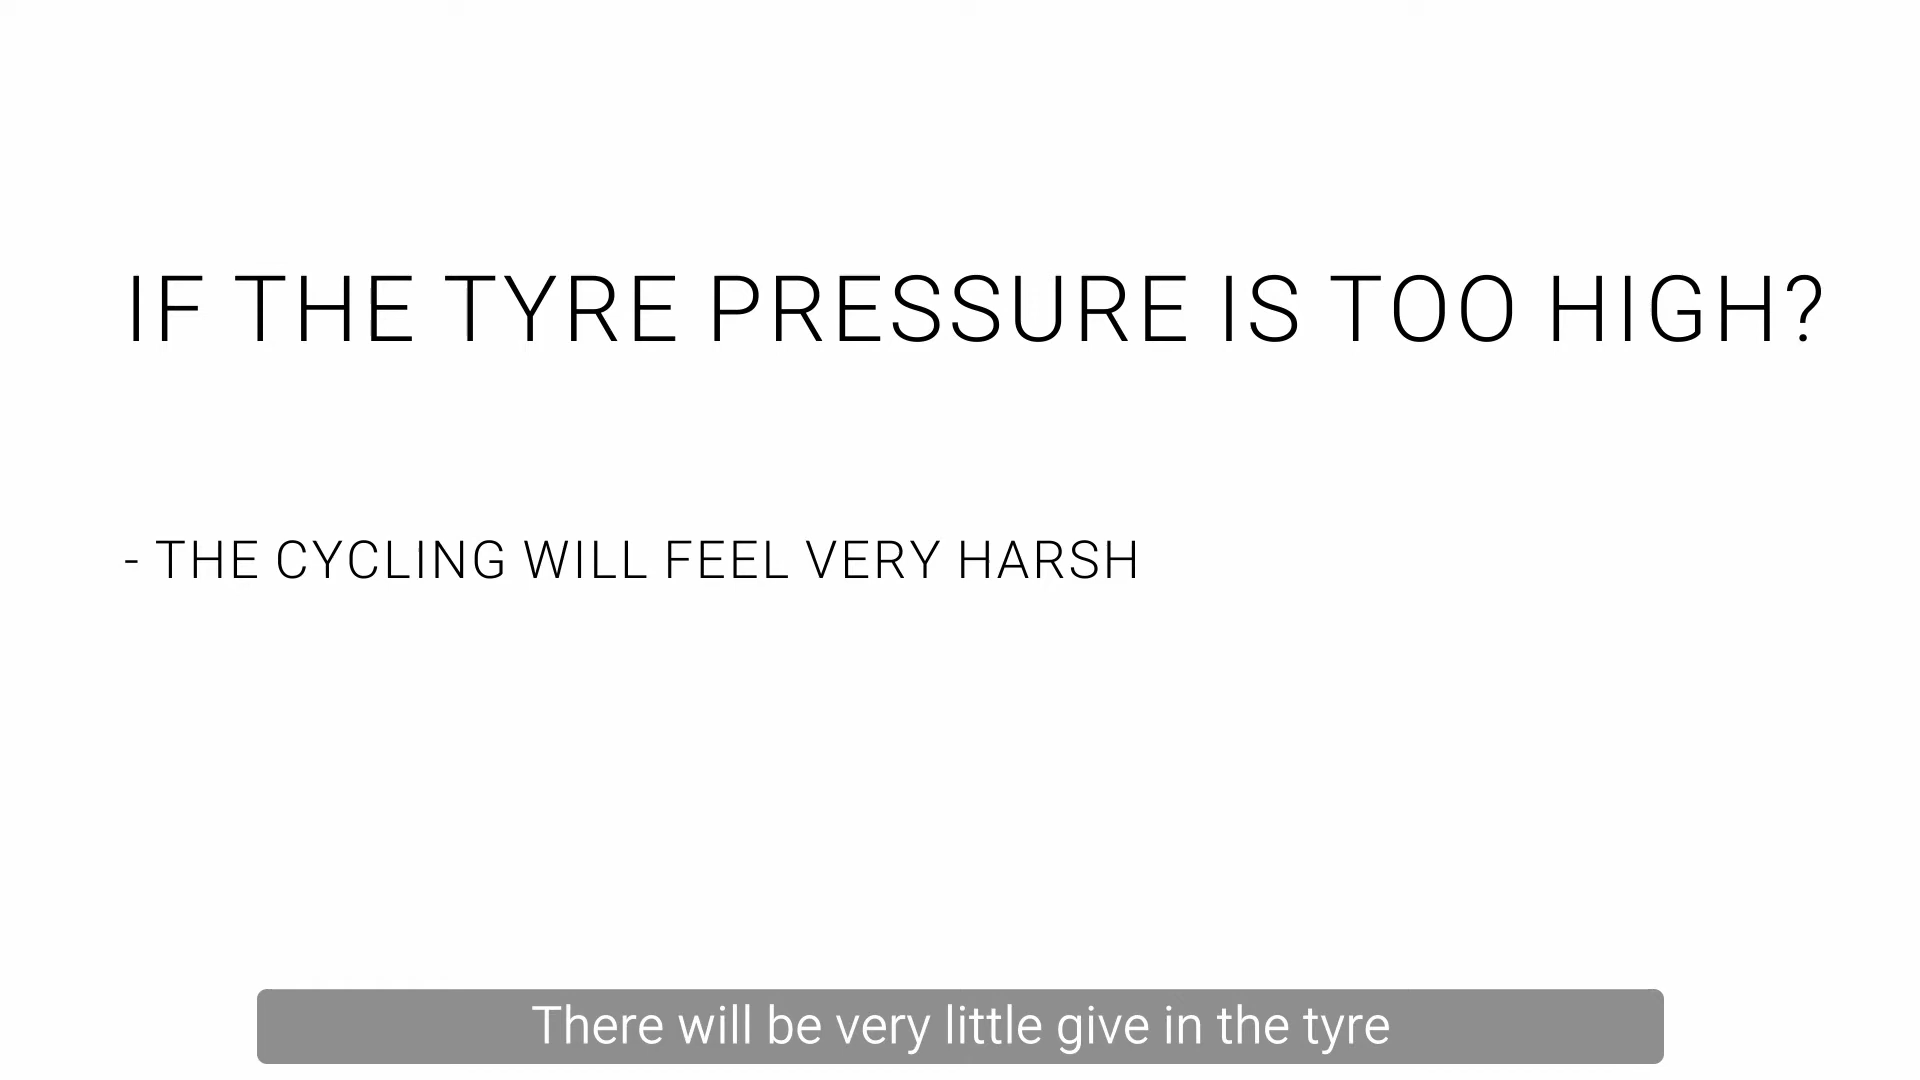 IF THE TYRE PRESSURE IS TOO HIGH?
- THE CYCLING WILL FEEL VERY HARSH
There will be very little give in the tyre